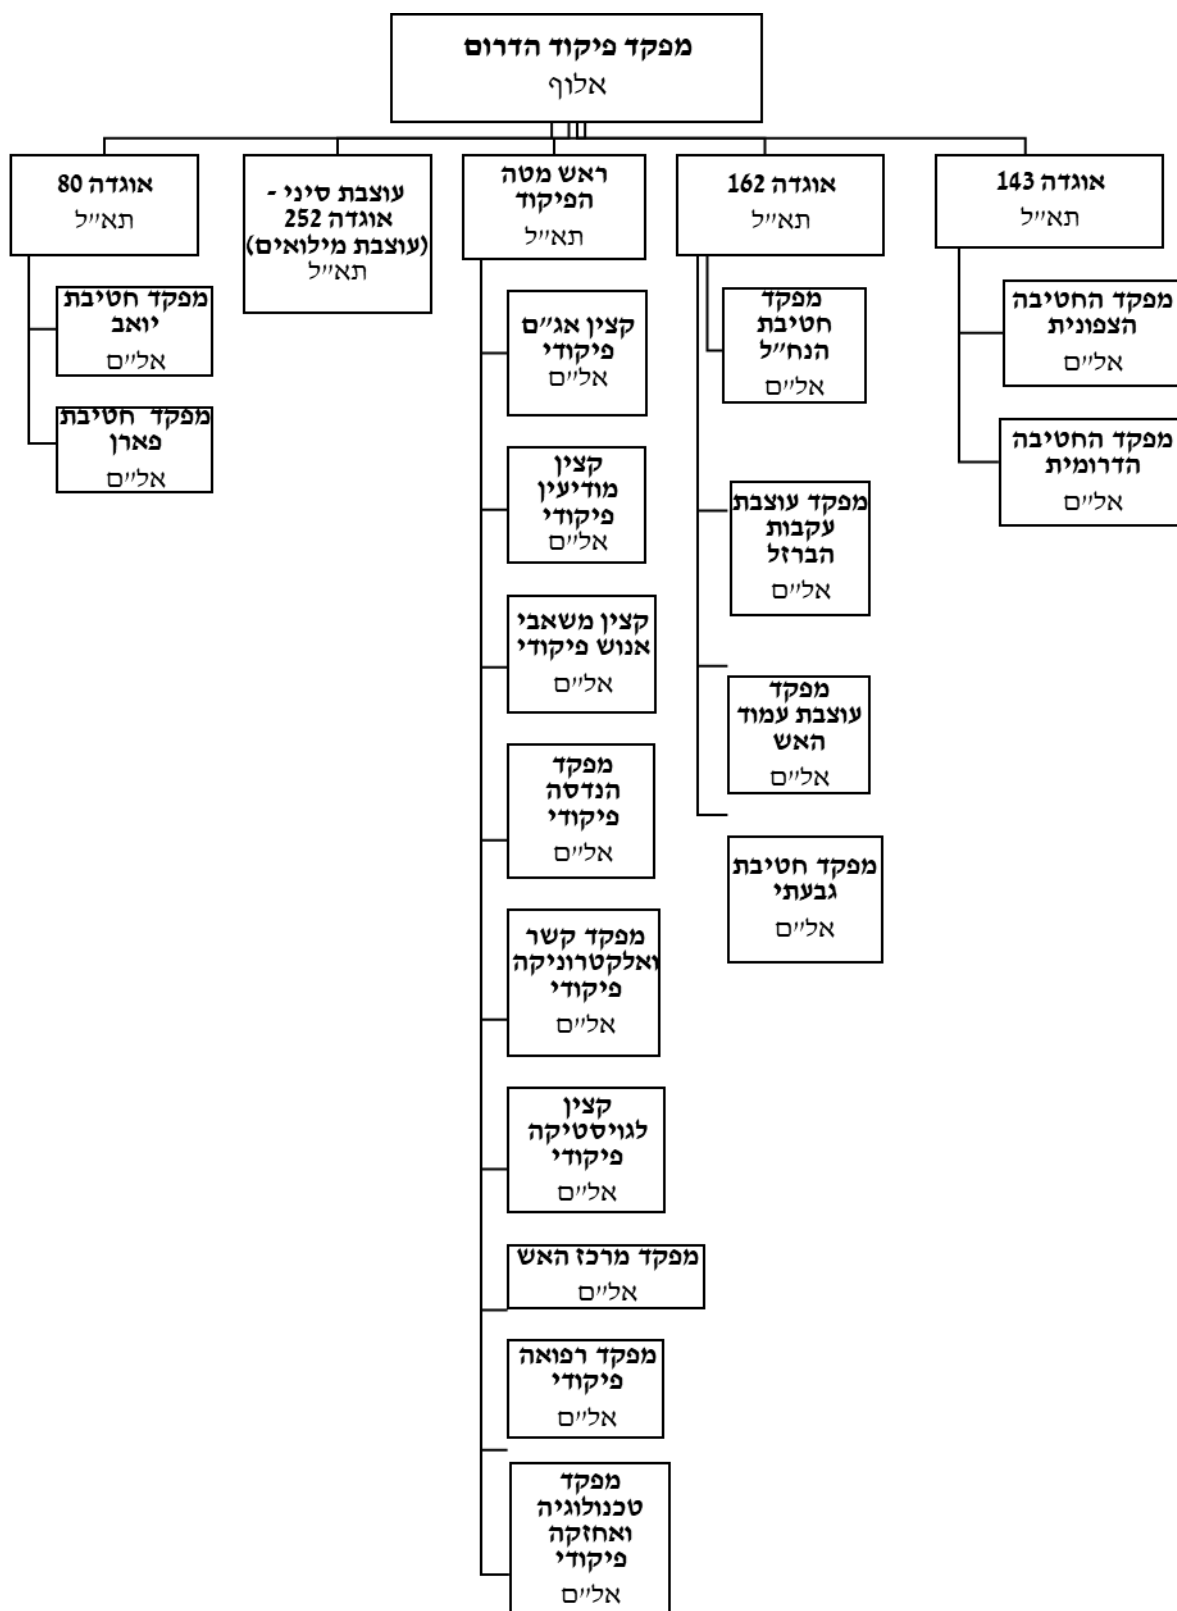 מפקד פיקוד הדרום
אלוף
אוגדה 143
תא״ל
מפקד החטיבה
הצפונית
אל״ם
מפקד החטיבה
הדרומית
אל״ם
אוגדה 162
תא״ל
מפקד
חטיבת
הנח״ל
אל״ם
מפקד עוצבת
עקבות
הברזל
אל״ם
מפקד
עוצבת עמוד
האש
אל״ם
מפקד חטיבת
גבעתי
אל״ם
ראש מטה
הפיקוד
תא״ל
קצין אג״ם
פיקודי
אל״ם
קצין
מודיעין
פיקודי
אל״ם
קצין משאבי
אנוש פיקודי
אל״ם
מפקד
הנדסה
פיקודי
אל״ם
מפקד קשר
ואלקטרוניקה
פיקודי
אל״ם
קצין
לגויסטיקה
פיקודי
אל״ם
מפקד מרכז האש
אל״ם
מפקד רפואה
פיקודי
אל״ם
מפקד
טכנולוגיה
ואחזקה
פיקודי
אל״ם
עוצבת סיני -
אוגדה 252
(עוצבת מילואים)
תא״ל
אוגדה 80
תא״ל
מפקד חטיבת
יואב
אל״ם
מפקד חטיבת
פארן
אל״ם